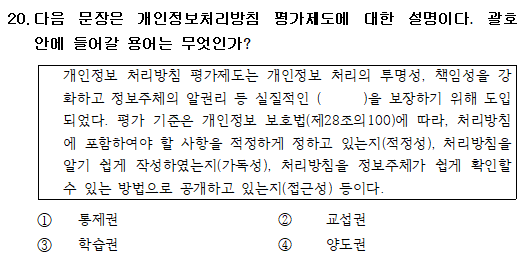 20. 다음 문장은 개인정보처리방침 평가제도에 대한 설명이다. 괄호
안에 들어갈 용어는 무엇인가?
개인정보 처리방침 평가제도는 개인정보 처리의 투명성, 책임성을 강
화하고 정보주체의 알권리 등 실질적인 (      )을 보장하기 위해 도입
되었다. 평가 기준은 개인정보 보호법(제28조의100)에 따라, 처리방침
에 포함하여야 할 사항을 적정하게 정하고 있는지(적정성), 처리방침을
알기 쉽게 작성하였는지(가독성), 처리방침을 정보주체가 쉽게 확인할
수 있는 방법으로 공개하고 있는지(접근성) 등이다.
① 통제권 ② 교섭권
③ 학습권 ④ 양도권